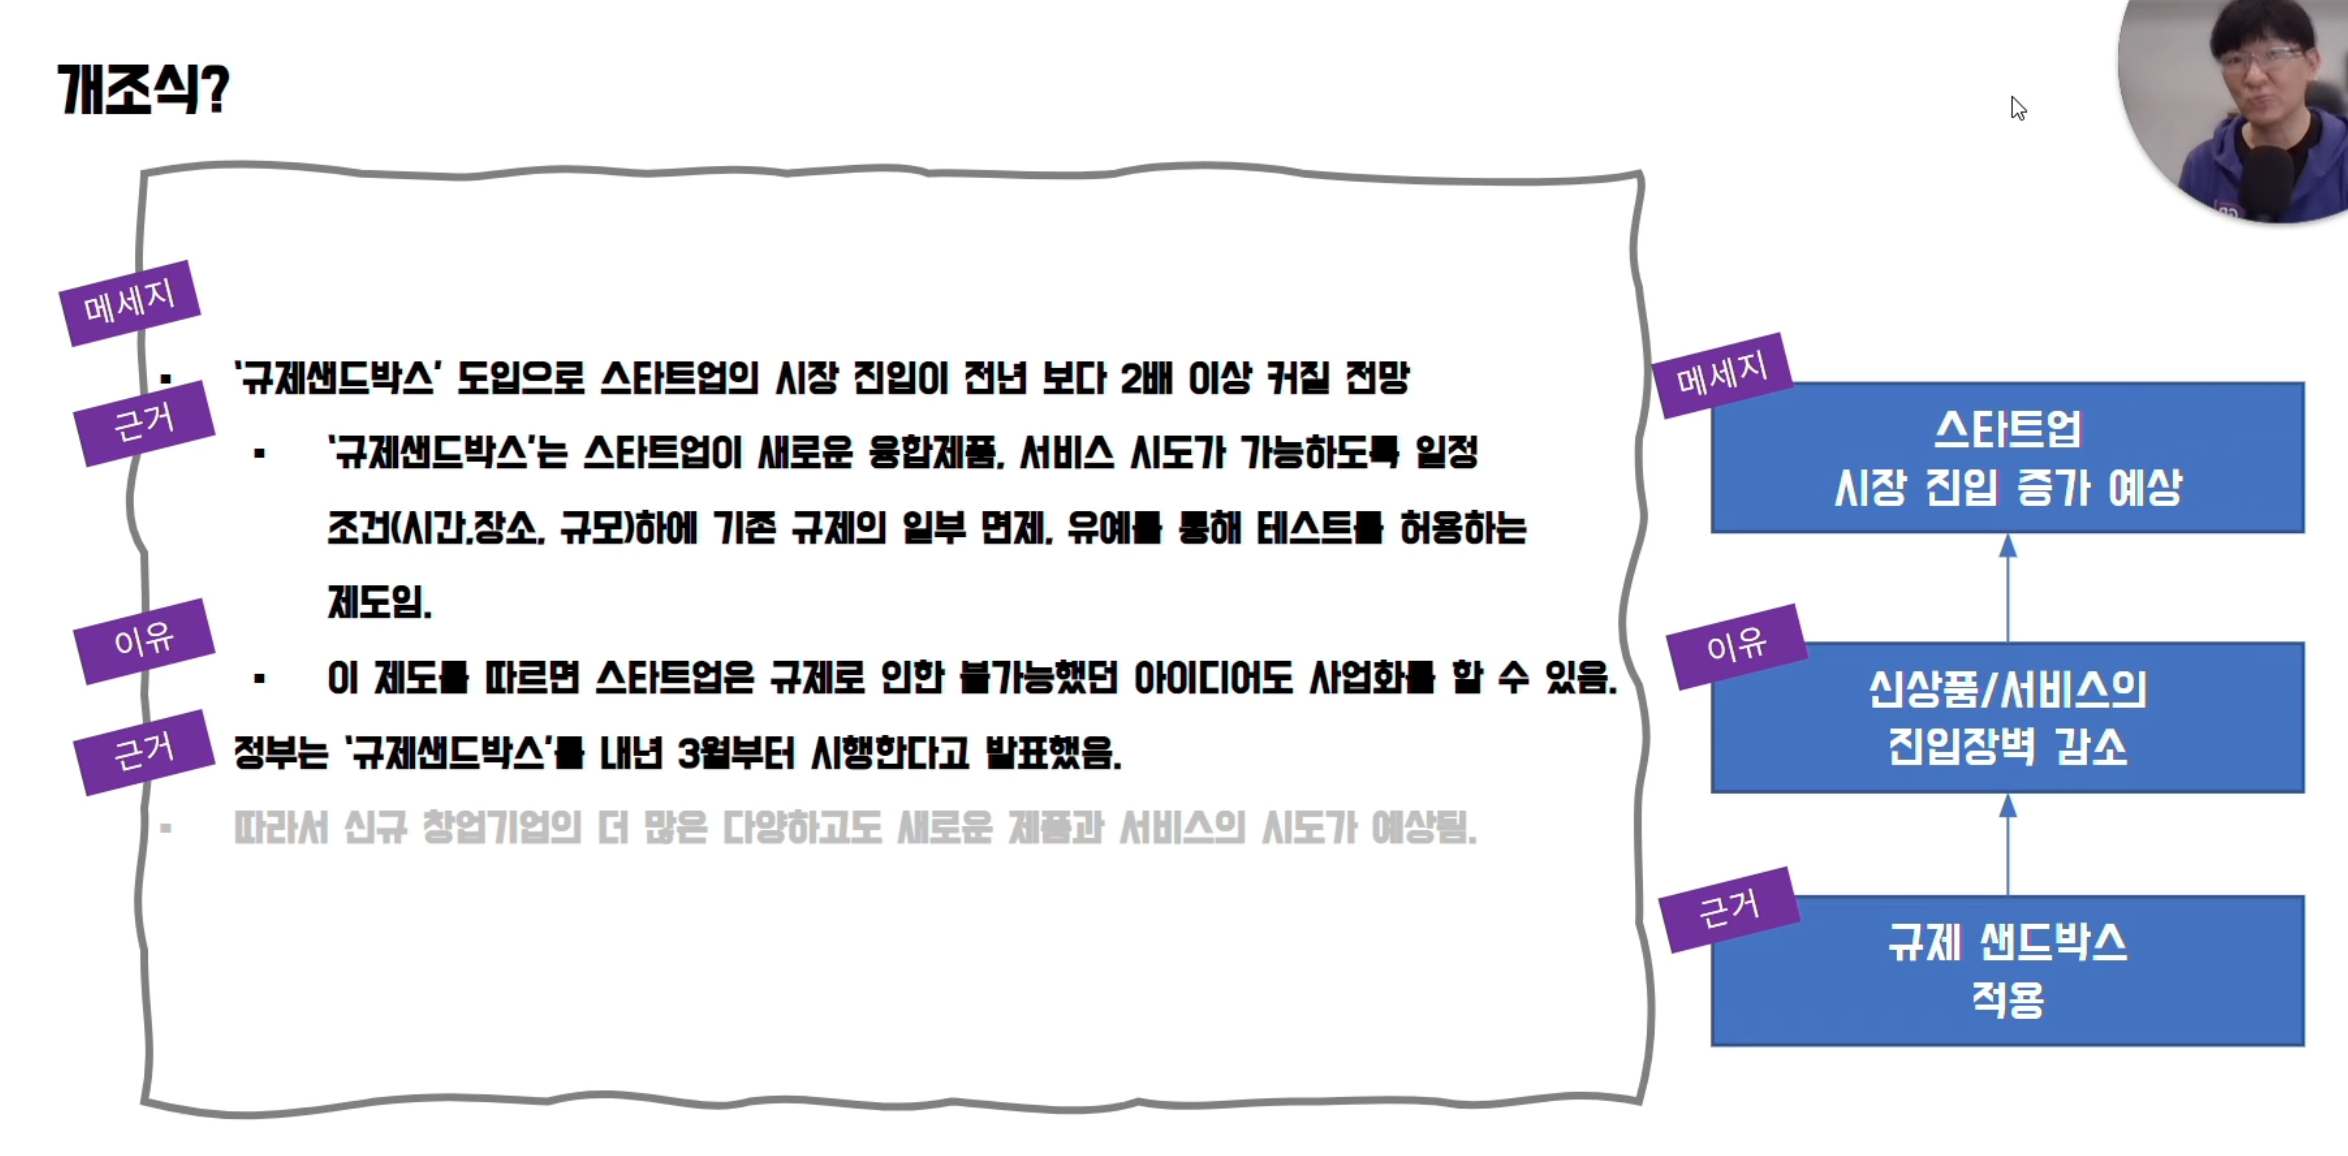 개조식?
메세지
‘규제샌드박스’ 도입으로 스타트업의 시장 진입이 전년 보다 2배 이상 커질 전망
근거
‘규제샌드박스’는 스타트업이 새로운 융합제품, 서비스 시도가 가능하도록 일정
조건(시간,장소, 규모)하에 기존 규제의 일부 면제, 유예를 통해 테스트를 허용하는
제도임.
이유
이 제도를 따르면 스타트업은 규제로 인한 불가능했던 아이디어도 사업화를 할 수 있음.
근거
정부는 ‘규제샌드박스’를 내년 3월부터 시행한다고 발표했음.
따라서 신규 창업기업의 더 많은 다양하고도 새로운 제품과 서비스의 시도가 예상됨.
메세지
스타트업
시장 진입 증가 예상
이유
신상품/서비스의
진입장벽 감소
근거
규제 샌드박스
적용